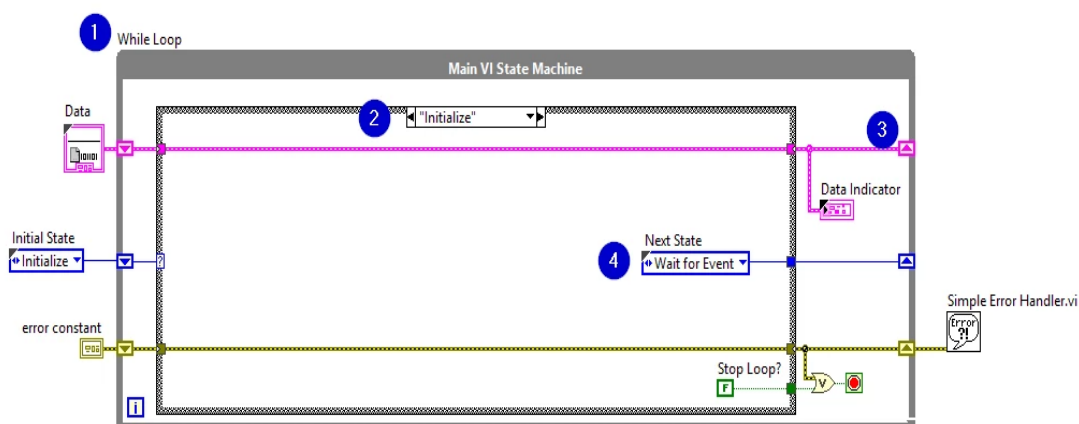 1
While Loop
Main VI State Machine
Data
2
"Initialize"
3
Data Indicator
Initial State
Initialize
Next State
4
Wait for Event
Simple Error Handler.vi
Error
?!
error constant
Stop Loop?
F
V
i
?